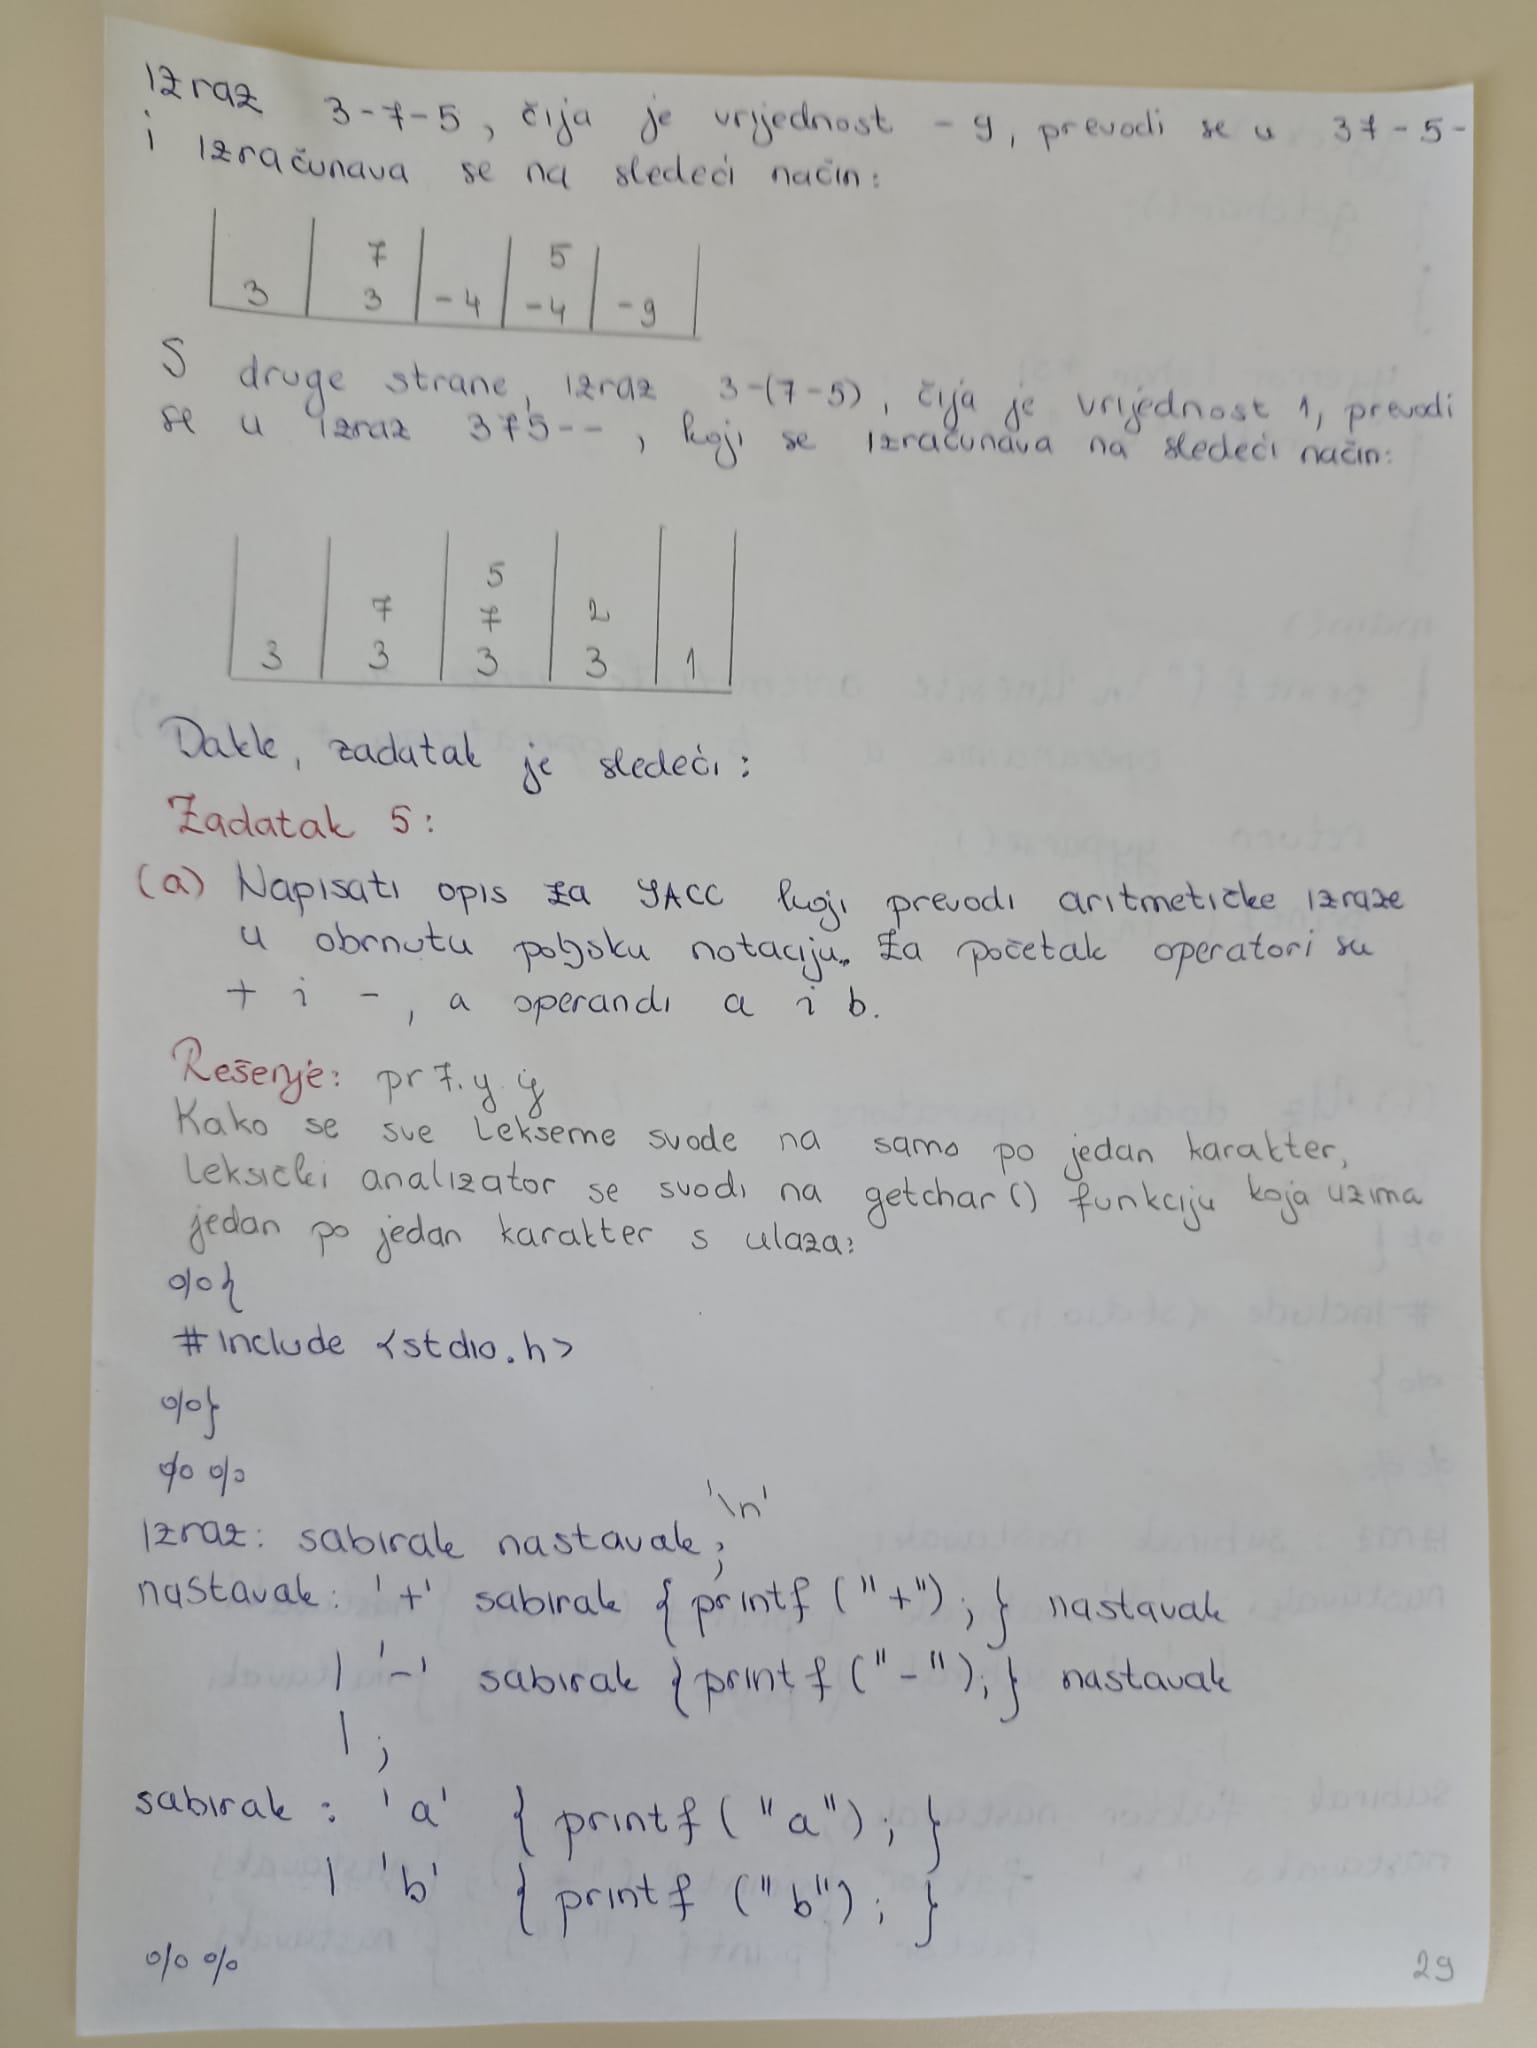 Izraz 3-7-5, čija je vrijednost -9, prevodi se u 37-5-
i izračunava se na sledeći način:
7 5
3 3 -4 -4 -9
S druge strane, izraz 3-(7-5), čija je vrijednost 1, prevodi
se u izraz 375--, koji se izračunava na sledeći način:
5
7 7 2
3 3 3 3 1
Dakle, zadatak je sledeći:
Zadatak 5:
(a) Napisati opis za YACC koji prevodi aritmetičke izraze
u obrnutu poljsku notaciju. Za početak operatori su
+ i -, a operandi a i b.
Rešenje: pr7.y
Kako se sve lekseme svode na samo po jedan karakter,
leksički analizator se svodi na getchar() funkciju koja uzima
jedan po jedan karakter s ulaza:
%{
#include <stdio.h>
%}
%%
'\n'
izraz: sabirak nastavak;
nastavak: '+' sabirak {printf("+");} nastavak
| '-' sabirak {printf("-");} nastavak
| ;
sabirak : 'a' {printf("a");}
| 'b' {printf("b");}
%%
29